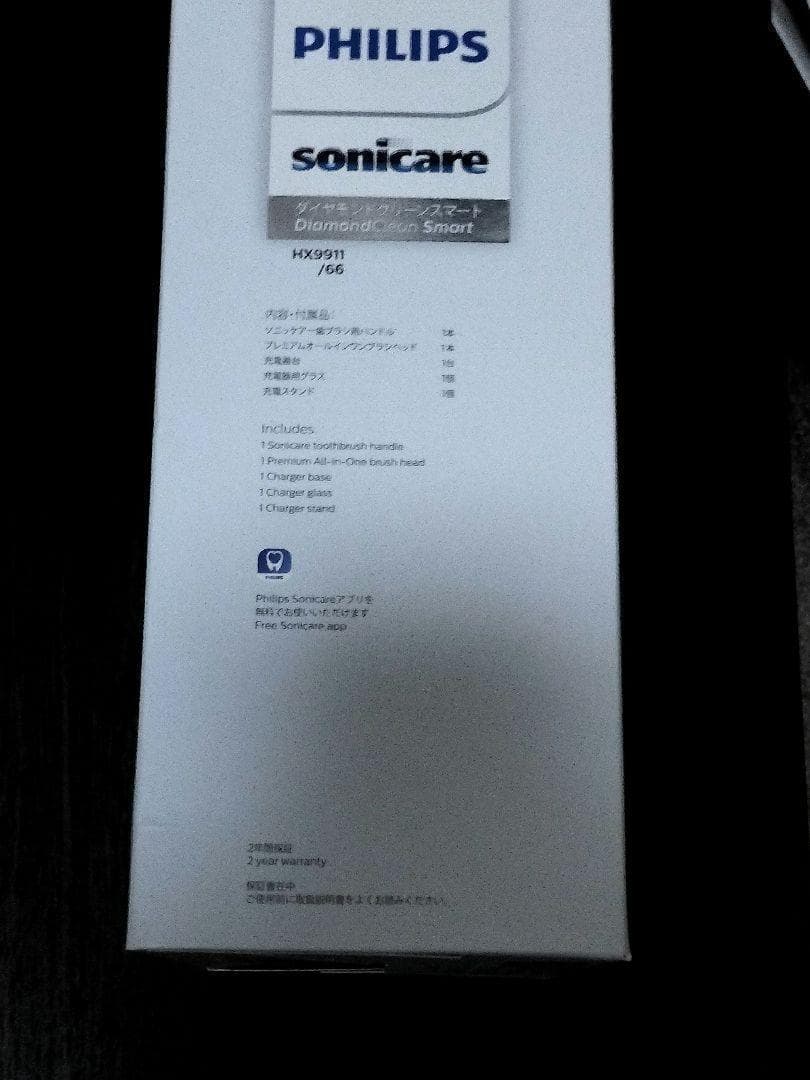 PHILIPS
sonicare
ダイヤモンドクリーンスマート
DiamondClean Smart
HX9911
/66
内容・付属品:
ソニッケアー歯ブラシ用ハンドル 1本
プレミアムオールインワンブラシヘッド 1本
充電器台 1台
充電器用グラス 1個
充電スタンド 1個
Includes
1 Sonicare toothbrush handle
1 Premium All-in-One brush head
1 Charger base
1 Charger glass
1 Charger stand
PHILIPS
Philips Sonicareアプリを
無料でお使いいただけます
Free Sonicare app
2年間保証
2 year warranty
保証書在中
ご使用前に取扱説明書をよくお読みください。